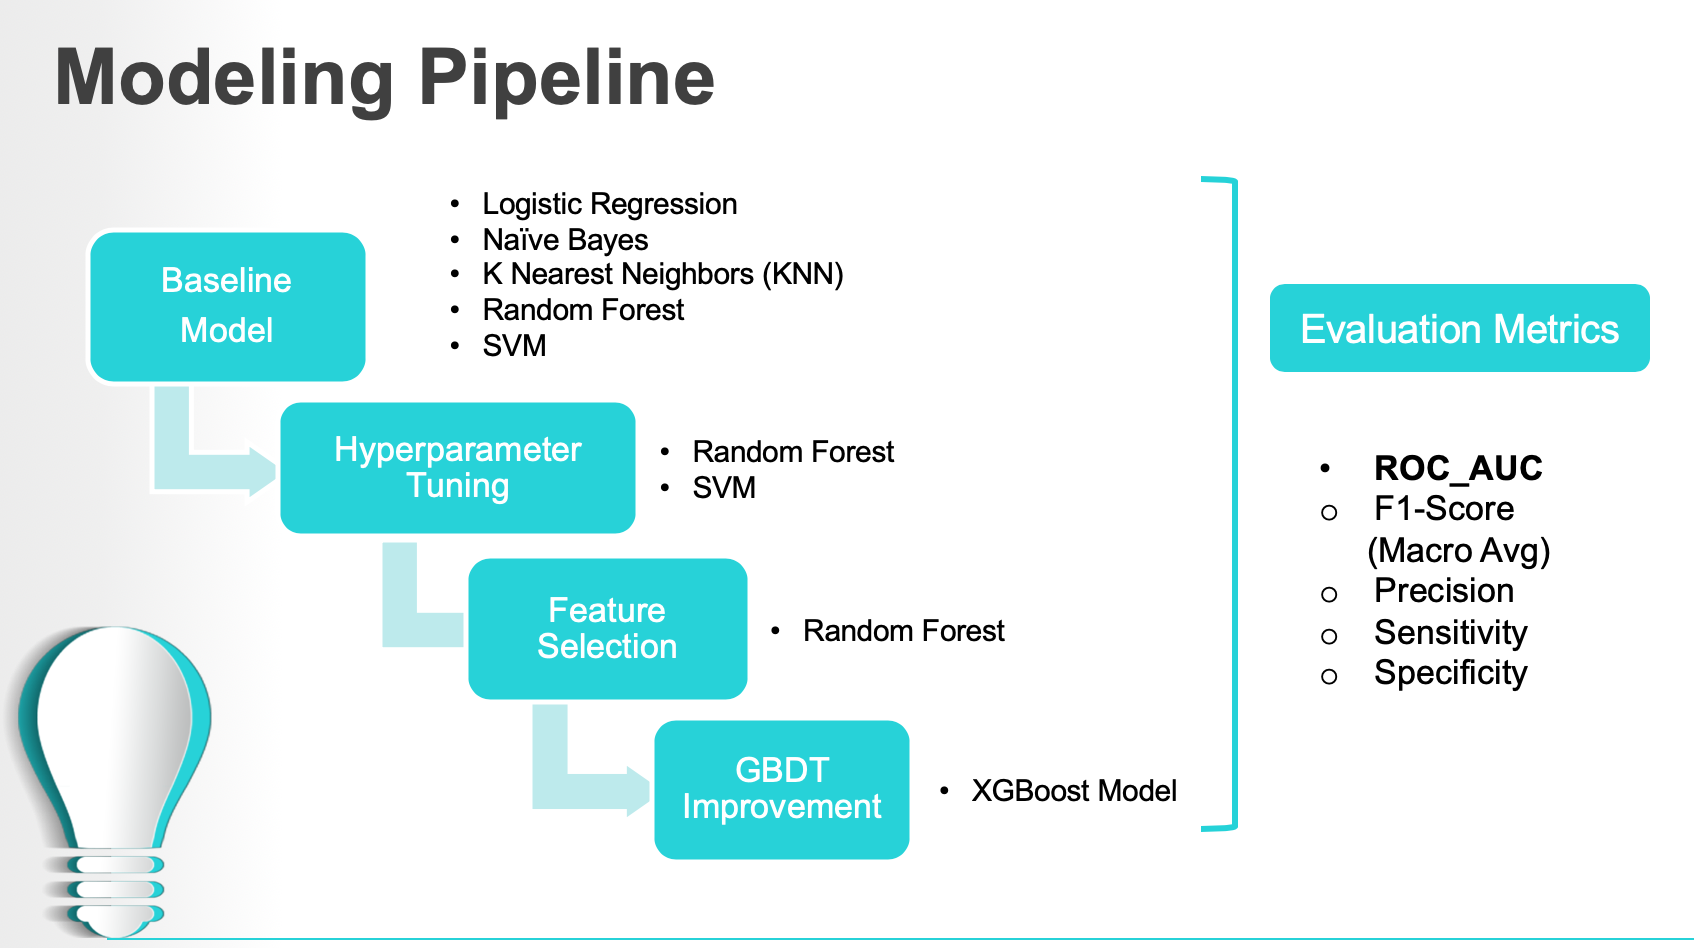 Modeling Pipeline
Baseline
Model
• Logistic Regression
• Naïve Bayes
• K Nearest Neighbors (KNN)
• Random Forest
• SVM
Hyperparameter
Tuning
• Random Forest
• SVM
Feature
Selection
• Random Forest
GBDT
Improvement
• XGBoost Model
Evaluation Metrics
• ROC_AUC
o F1-Score
(Macro Avg)
o Precision
o Sensitivity
o Specificity